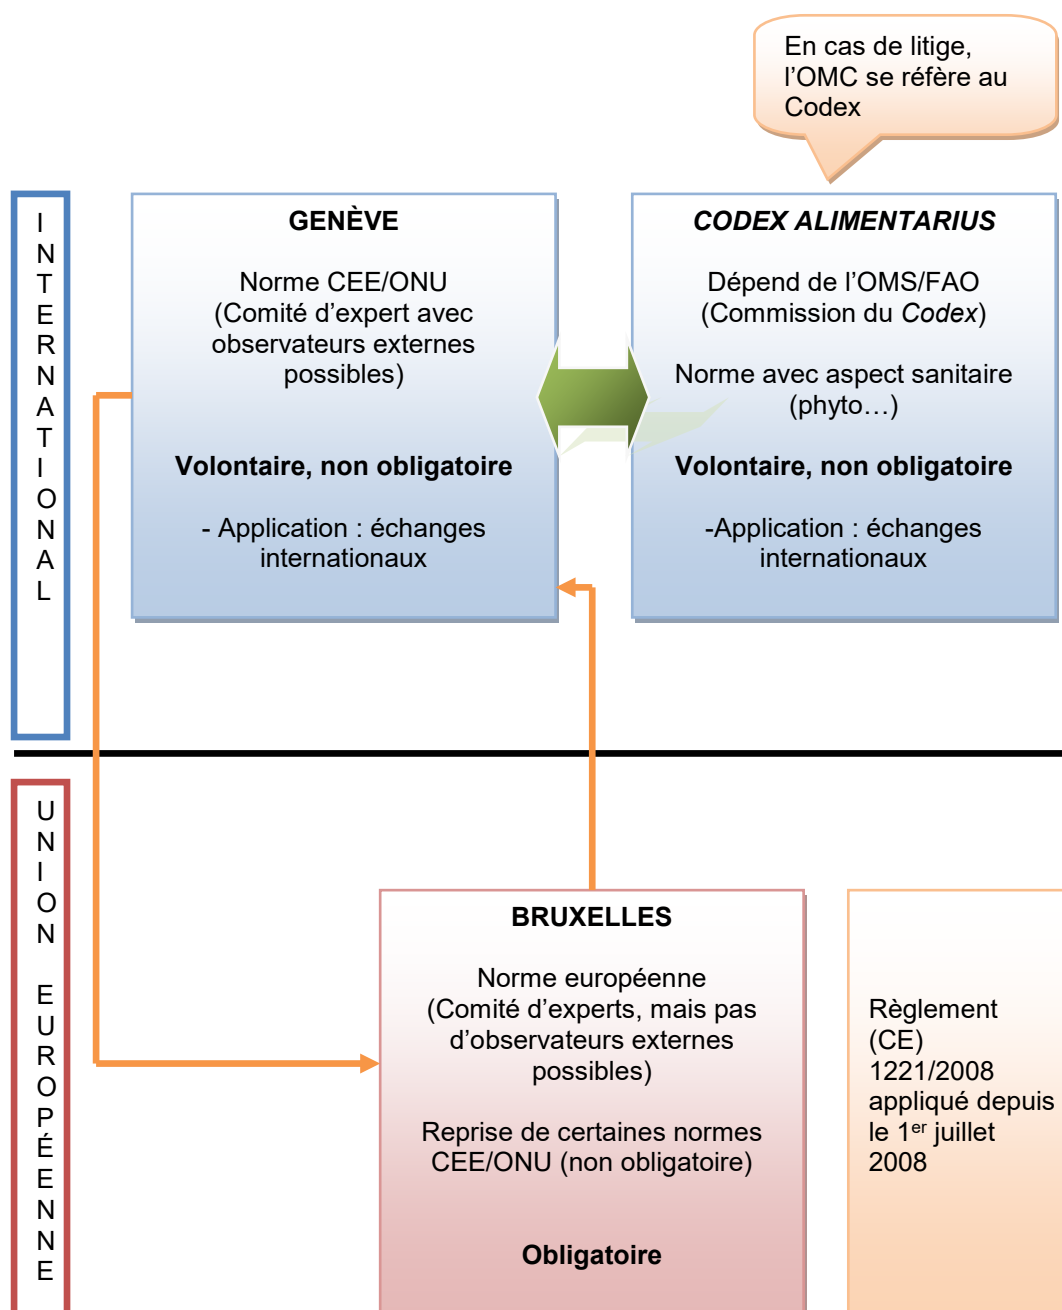 En cas de litige,
l’OMC se réfère au
Codex
INTERNATIONAL
GENÈVE
Norme CEE/ONU
(Comité d’expert avec
observateurs externes
possibles)
Volontaire, non obligatoire
- Application : échanges
internationaux
CODEX ALIMENTARIUS
Dépend de l’OMS/FAO
(Commission du Codex)
Norme avec aspect sanitaire
(phyto…)
Volontaire, non obligatoire
-Application : échanges
internationaux
UNION EUROPÉENNE
BRUXELLES
Norme européenne
(Comité d’experts, mais pas
d’observateurs externes
possibles)
Reprise de certaines normes
CEE/ONU (non obligatoire)
Obligatoire
Règlement
(CE)
1221/2008
appliqué depuis
le 1er juillet
2008